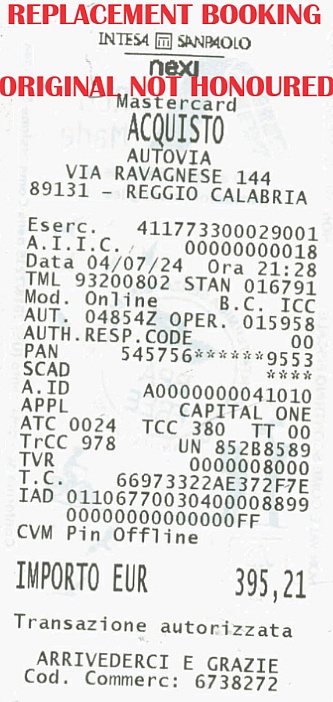 REPLACEMENT BOOKING
INTESA SANPAOLO
nexi
ORIGINAL NOT HONOURED
Mastercard
ACQUISTO
AUTOVIA
VIA RAVAGNESE 144
89131 - REGGIO CALABRIA
Eserc. 411773300029001
A.I.I.C. 00000000018
Data 04/07/24 Ora 21:28
TML 93200802 STAN 016791
Mod. Online B.C. ICC
AUT. 04854Z OPER. 015958
AUTH.RESP.CODE 00
PAN 545756******9553
SCAD ****
A.ID A0000000041010
APPL CAPITAL ONE
ATC 0024 TCC 380 TT 00
TrCC 978 UN 852B8589
TVR 0000008000
T.C. 66973322AE372F7E
IAD 0110677003040008899
00000000000000FF
CVM Pin Offline
IMPORTO EUR 395,21
Transazione autorizzata
ARRIVEDERCI E GRAZIE
Cod. Commerc: 6738272